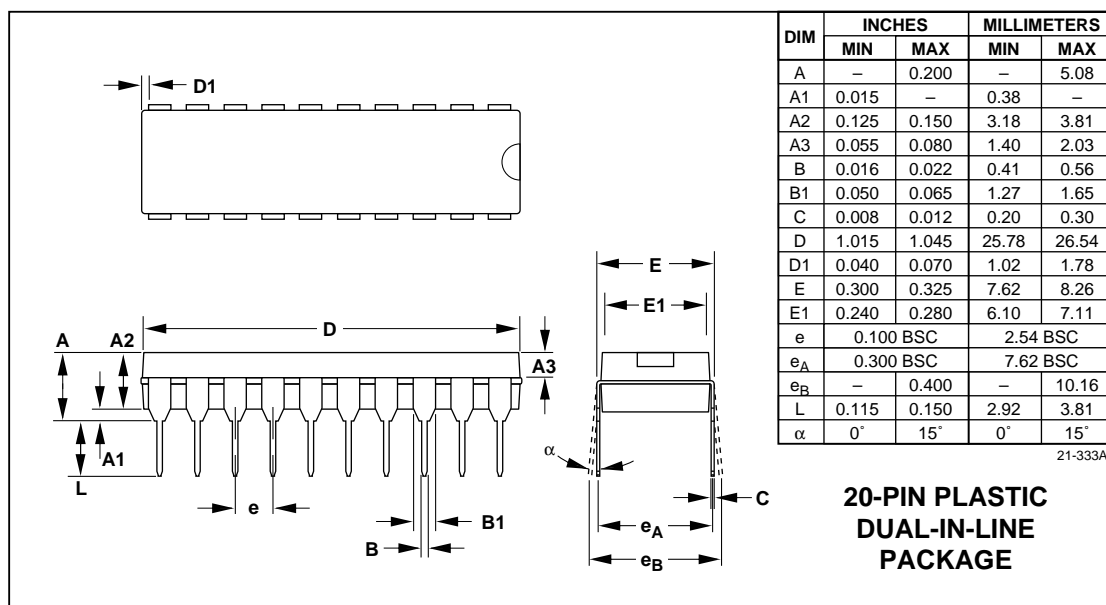 DIM INCHES MILLIMETERS
MIN MAX MIN MAX
A – 0.200 – 5.08
A1 0.015 – 0.38 –
A2 0.125 0.150 3.18 3.81
A3 0.055 0.080 1.40 2.03
B 0.016 0.022 0.41 0.56
B1 0.050 0.065 1.27 1.65
C 0.008 0.012 0.20 0.30
D 1.015 1.045 25.78 26.54
D1 0.040 0.070 1.02 1.78
E 0.300 0.325 7.62 8.26
E1 0.240 0.280 6.10 7.11
e 0.100 BSC 2.54 BSC
eA 0.300 BSC 7.62 BSC
eB – 0.400 – 10.16
L 0.115 0.150 2.92 3.81
α 0° 15° 0° 15°
21-333A
D1
E
E1
D
A A2
A3
A1
L
α
e
B1
B
C
eA
eB
20-PIN PLASTIC
DUAL-IN-LINE
PACKAGE